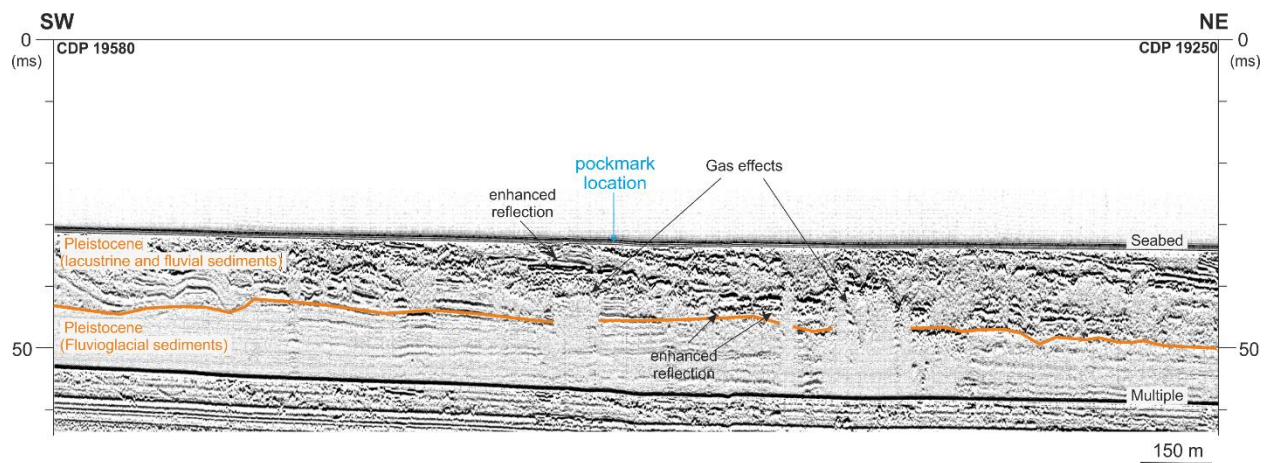 SW
NE
0
(ms)
CDP 19580
CDP 19250
0
(ms)
pockmark
location
Gas effects
enhanced
reflection
Seabed
Pleistocene
(lacustrine and fluvial sediments)
Pleistocene
(Fluvioglacial sediments)
50
50
enhanced
reflection
Multiple
150 m